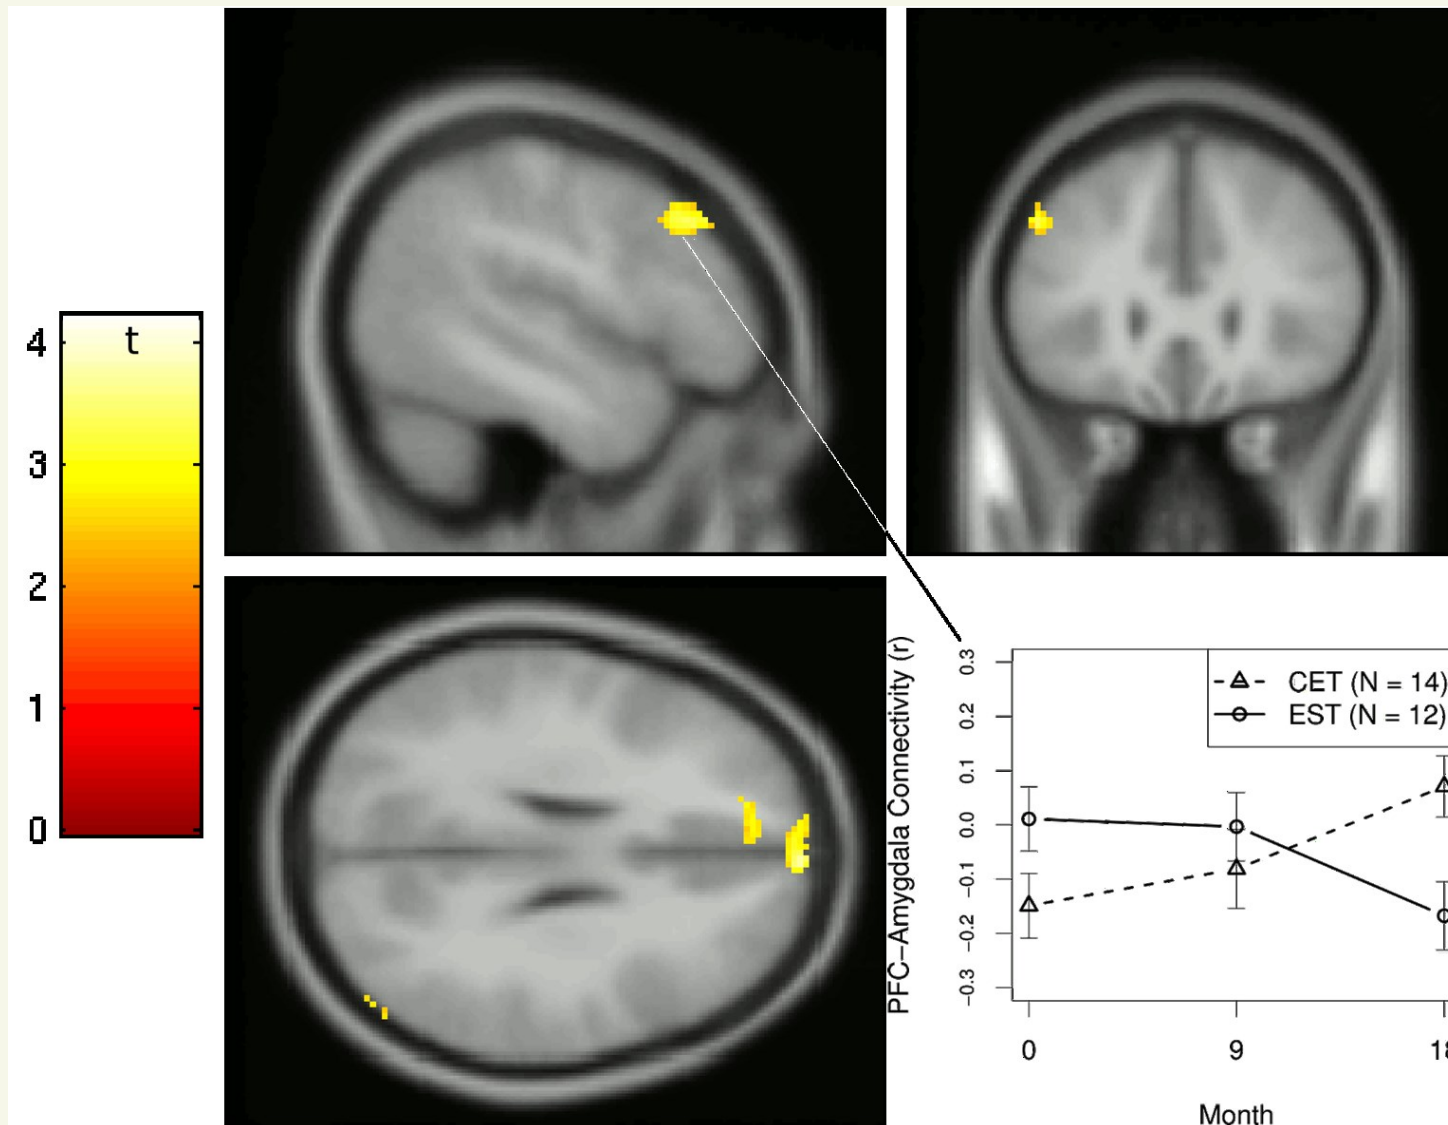 t
4
3
2
1
0
PFC−Amygdala Connectivity (r)
0.3
0.2
0.1
0.0
−0.1
−0.2
−0.3
CET (N = 14)
EST (N = 12)
0
9
Month